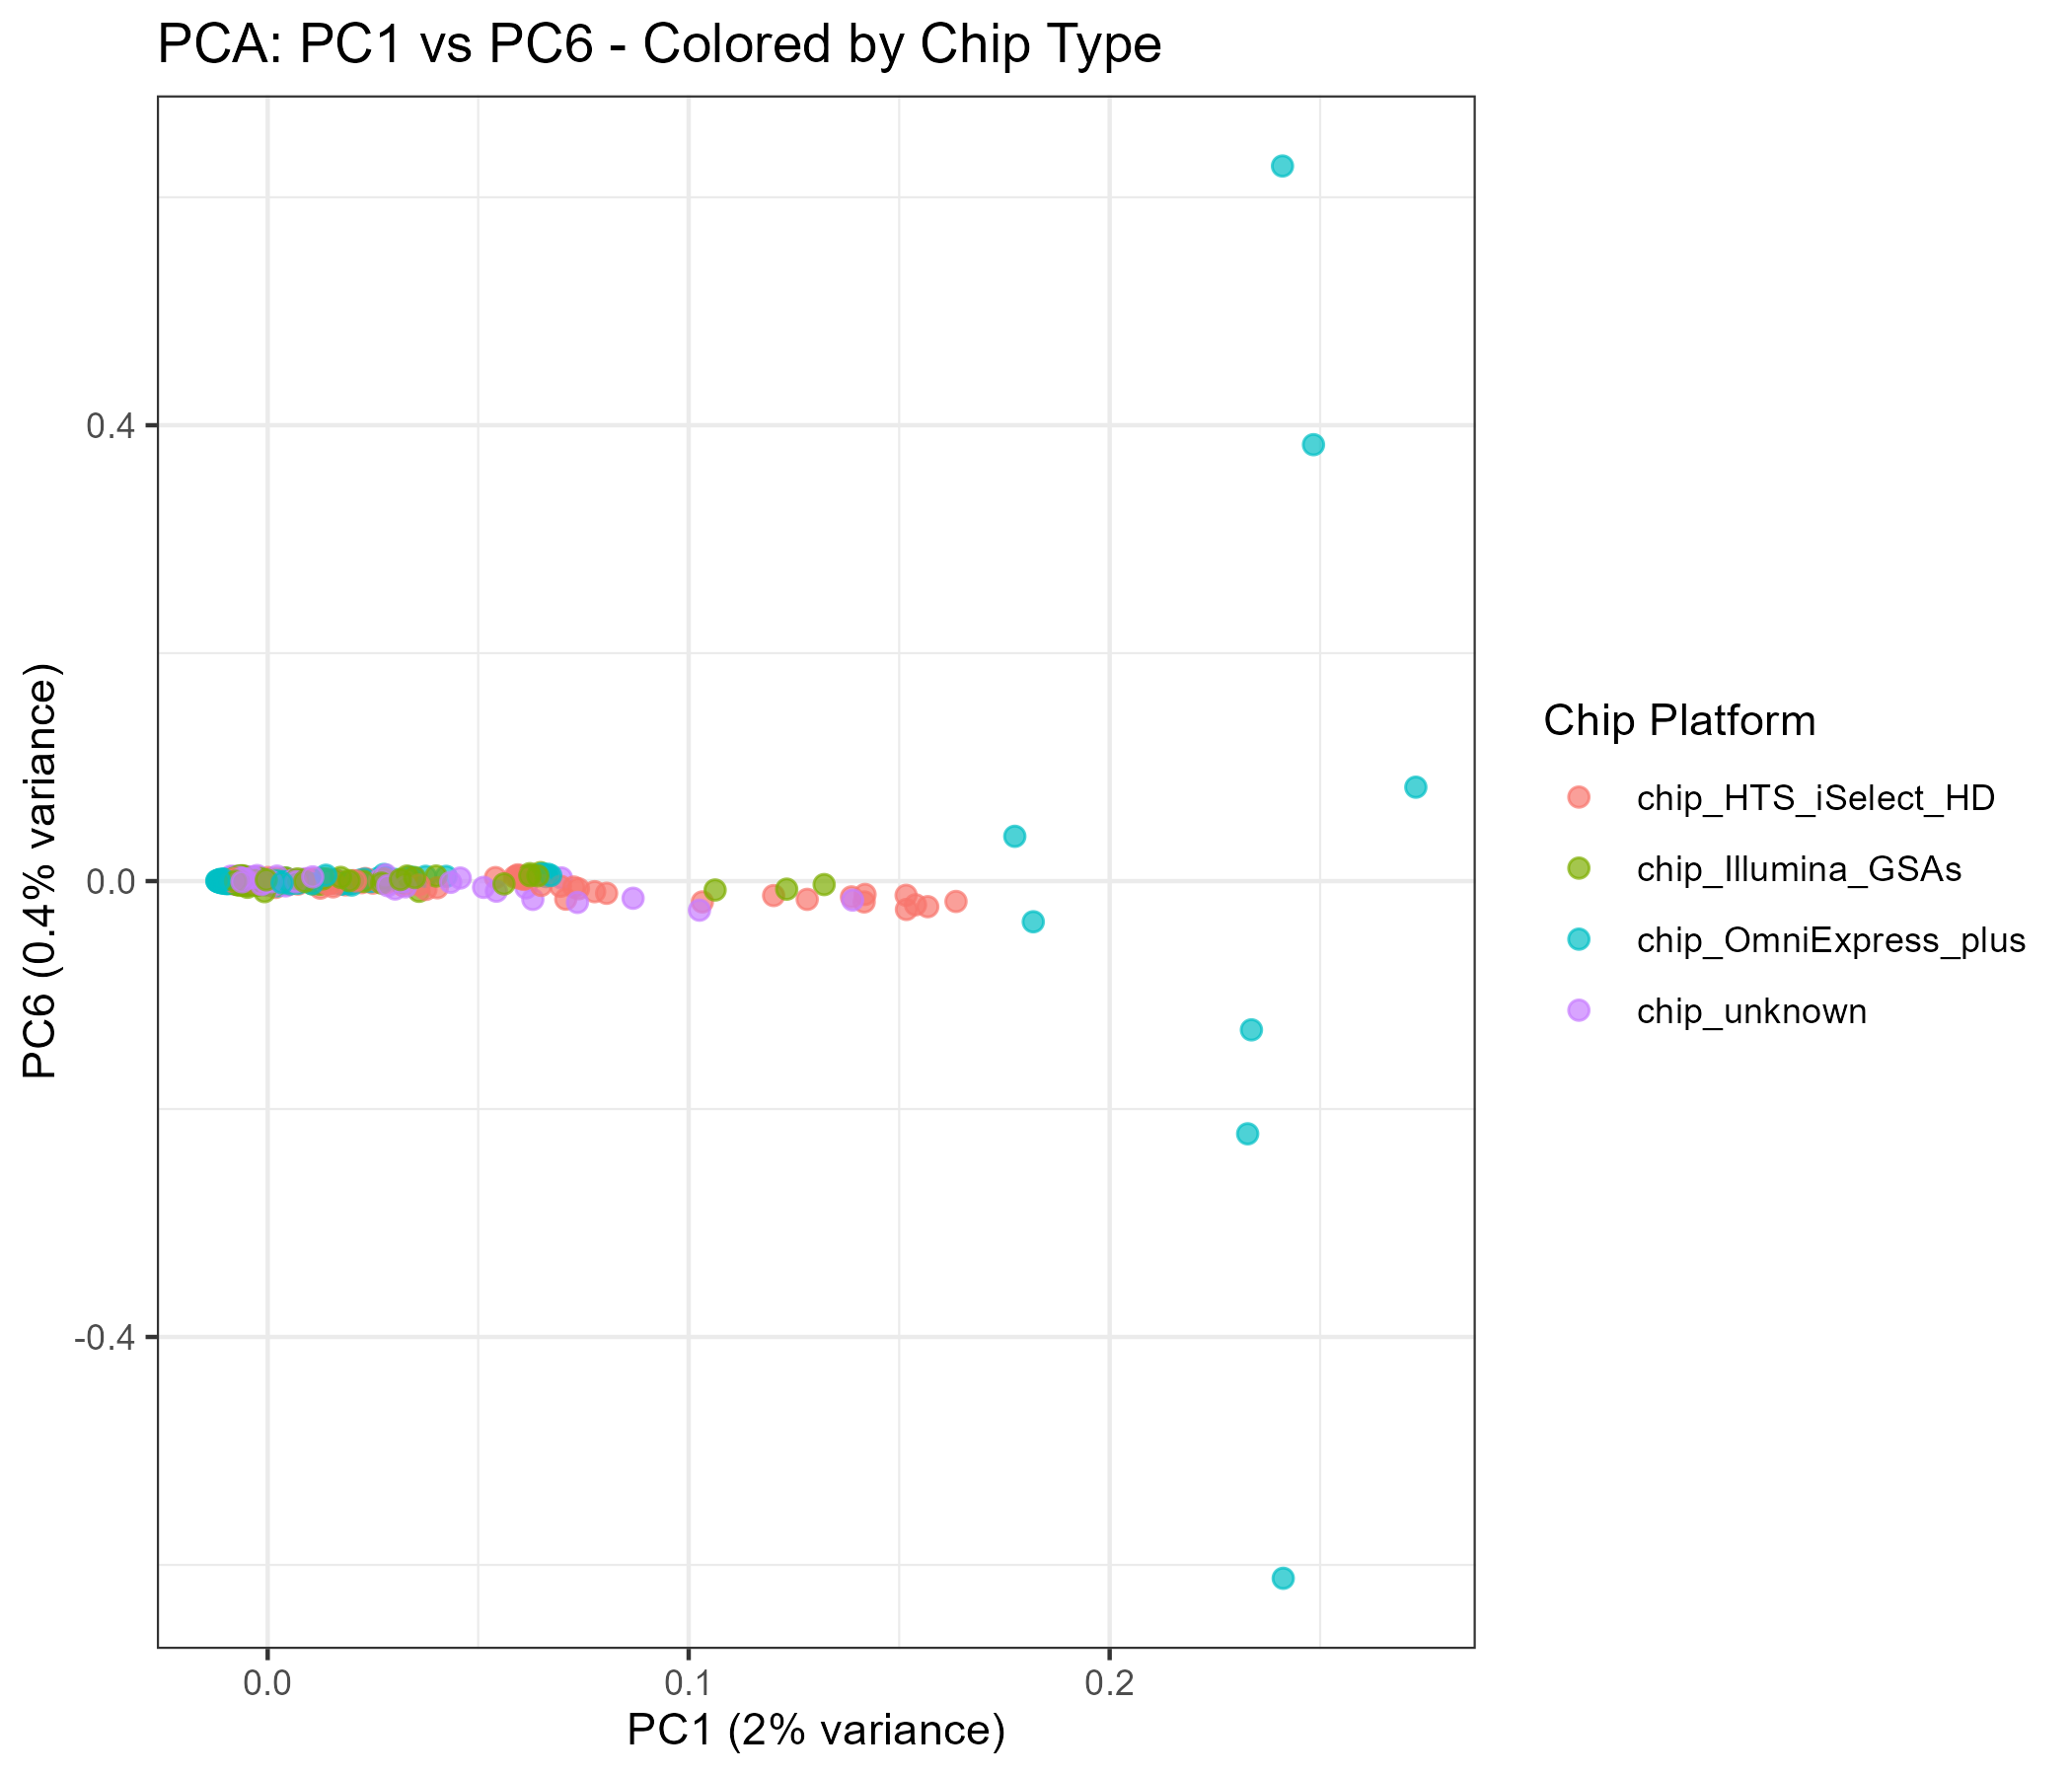 PCA: PC1 vs PC6 - Colored by Chip Type
PC6 (0.4% variance)
0.4
0.0
-0.4
0.0
0.1
0.2
PC1 (2% variance)
Chip Platform
chip_HTS_iSelect_HD
chip_Illumina_GSAs
chip_OmniExpress_plus
chip_unknown